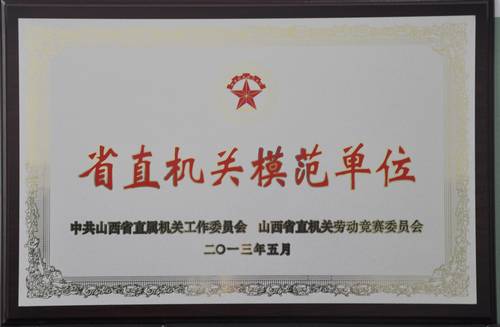 省直机关模范单位
中共山西省直属机关工作委员会 山西省直机关劳动竞赛委员会
二〇一三年五月